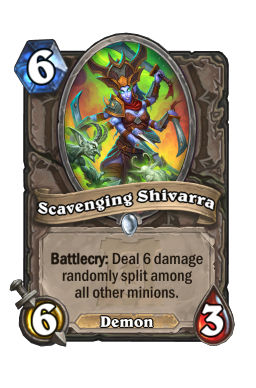 6
Scavenging Shivarra
Battlecry: Deal 6 damage
randomly split among
all other minions.
6
Demon
3